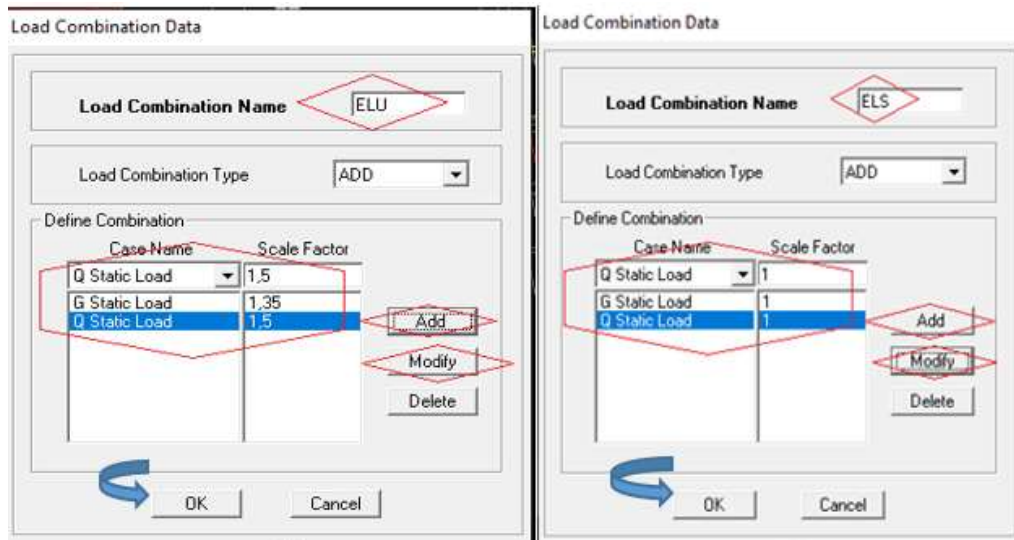 Load Combination Data
Load Combination Name ELU
Load Combination Type ADD
Define Combination
Case Name Scale Factor
Q Static Load 1,5
G Static Load 1,35
Q Static Load 1,5
Add
Modify
Delete
OK Cancel
Load Combination Data
Load Combination Name ELS
Load Combination Type ADD
Define Combination
Case Name Scale Factor
Q Static Load 1
G Static Load 1
Q Static Load 1
Add
Modify
Delete
OK Cancel